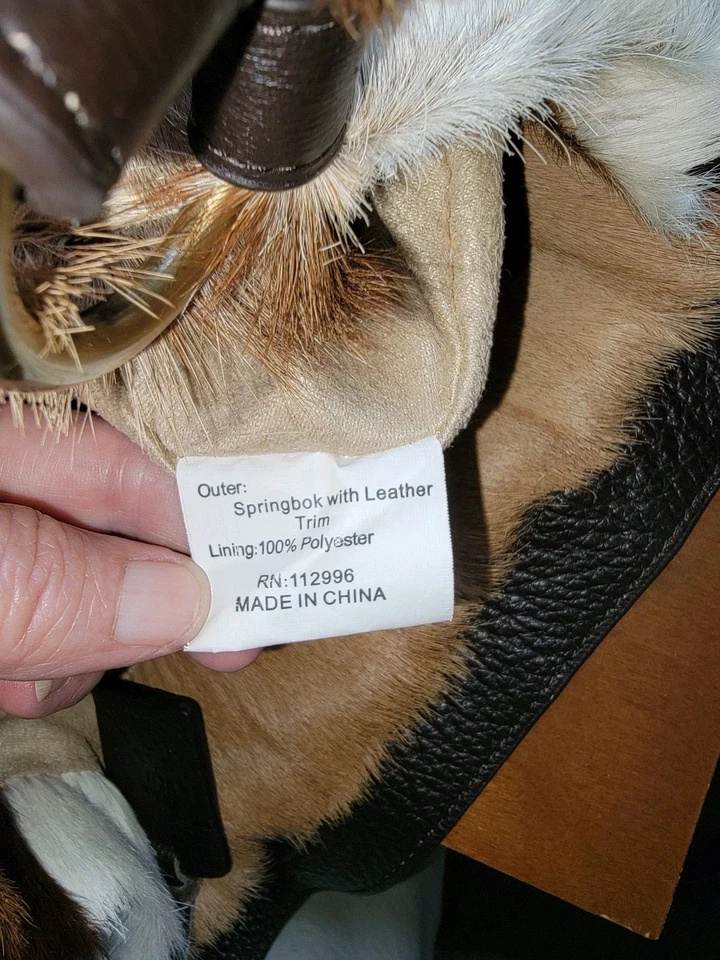 Outer:
Springbok with Leather
Trim
Lining:100% Polyester
RN:112996
MADE IN CHINA